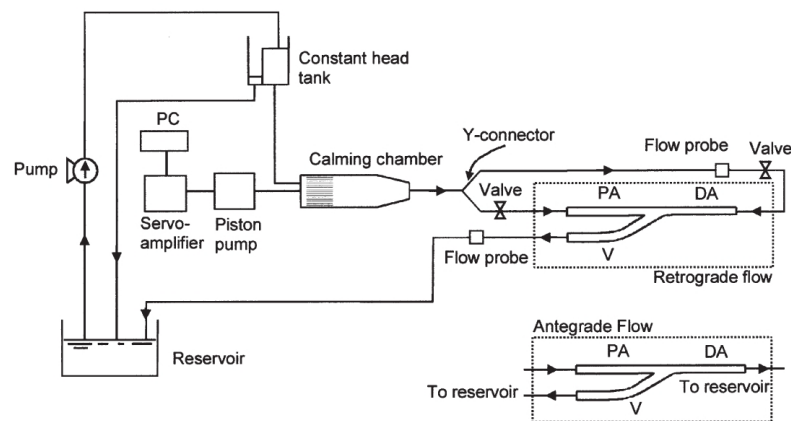 Constant head
tank
PC
Pump
Servo-
amplifier
Piston
pump
Calming chamber
Y-connector
Valve
Flow probe
Valve
PA
DA
V
Flow probe
Retrograde flow
Reservoir
Antegrade Flow
PA
DA
To reservoir
To reservoir
V